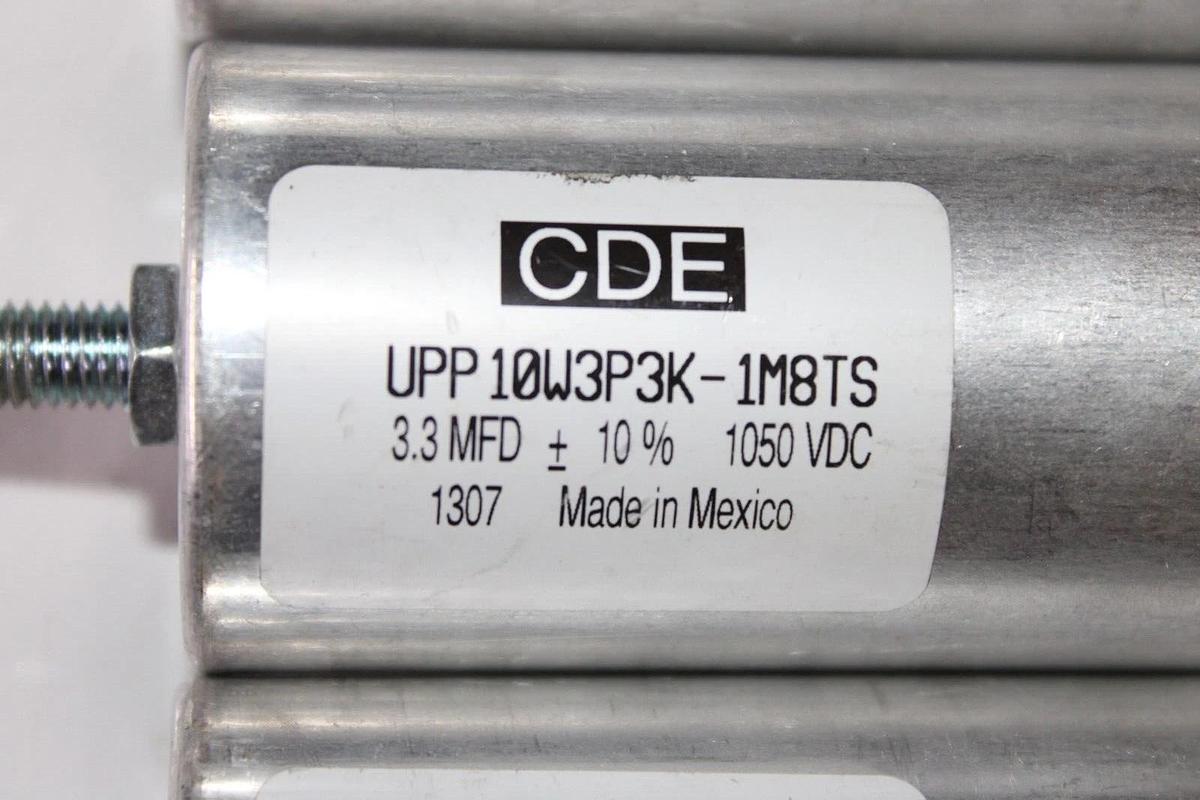 CDE
UPP10W3P3K-1M8TS
3.3 MFD ± 10 % 1050 VDC
1307 Made in Mexico